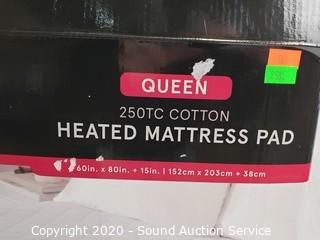 QUEEN
250TC COTTON
HEATED MATTRESS PAD
60in. x 80in. + 15in. | 152cm x 203cm + 38cm
Copyright 2020 - Sound Auction Service